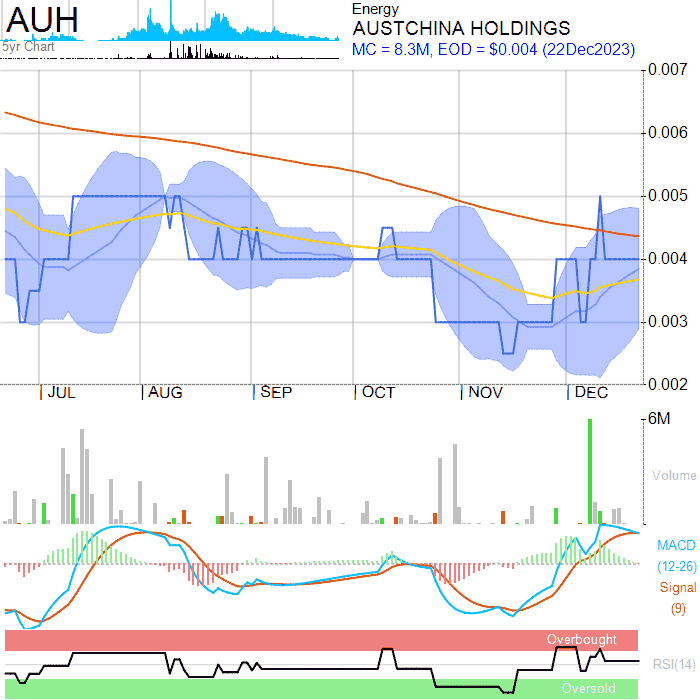 AUH
5yr Chart
Energy
AUSTCHINA HOLDINGS
MC = 8.3M, EOD = $0.004 (22Dec2023)
0.007
0.006
0.005
0.004
0.003
0.002
JUL AUG SEP OCT NOV DEC
6M
Volume
MACD
(12-26)
Signal
(9)
Overbought
RSI(14)
Oversold